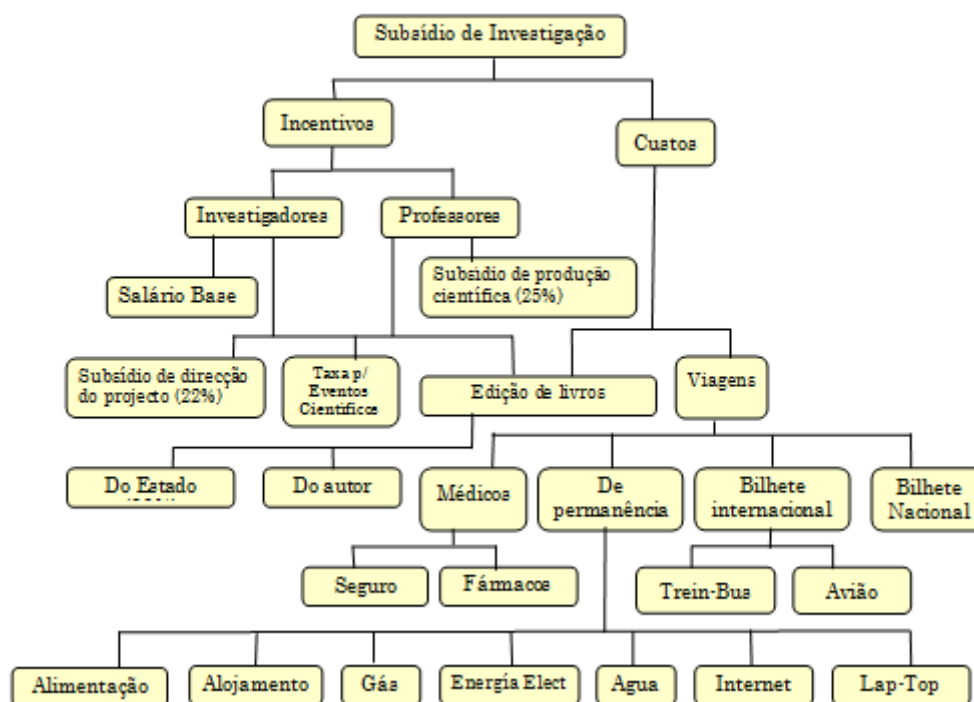 Subsídio de Investigação
Incentivos
Custos
Investigadores
Professores
Salário Base
Subsidio de produção
científica (25%)
Subsídio de direcção
do projecto (22%)
Taxa p/
Eventos
Cientificos
Edição de livros
Viagens
Do Estado
Do autor
Médicos
De
permanência
Bilhete
internacional
Bilhete
Nacional
Seguro
Fármacos
Trein-Bus
Avião
Alimentação
Alojamento
Gás
Energía Elect
Agua
Internet
Lap-Top